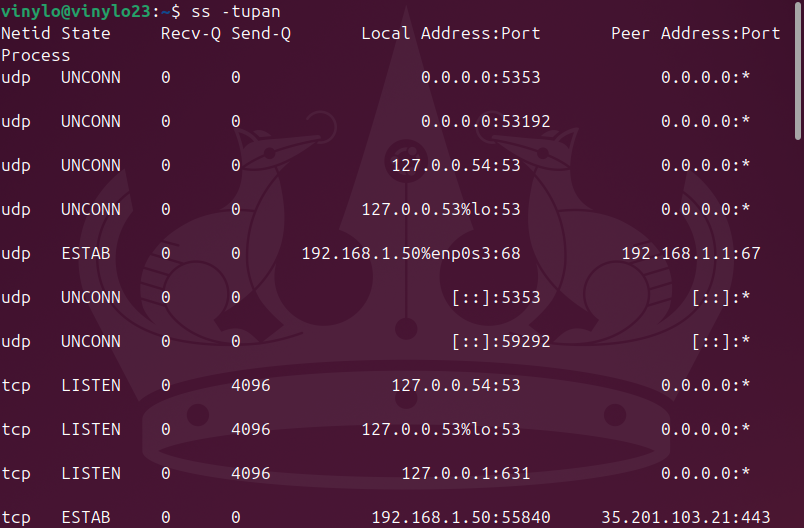 vinylo@vinylo23:~$ ss -tupan
Netid State Recv-Q Send-Q Local Address:Port Peer Address:Port
Process
udp UNCONN 0 0 0.0.0.0:5353 0.0.0.0:*
udp UNCONN 0 0 0.0.0.0:53192 0.0.0.0:*
udp UNCONN 0 0 127.0.0.54:53 0.0.0.0:*
udp UNCONN 0 0 127.0.0.53%lo:53 0.0.0.0:*
udp ESTAB 0 0 192.168.1.50%enp0s3:68 192.168.1.1:67
udp UNCONN 0 0 [::]:5353 [::]:*
udp UNCONN 0 0 [::]:59292 [::]:*
tcp LISTEN 0 4096 127.0.0.54:53 0.0.0.0:*
tcp LISTEN 0 4096 127.0.0.53%lo:53 0.0.0.0:*
tcp LISTEN 0 4096 127.0.0.1:631 0.0.0.0:*
tcp ESTAB 0 0 192.168.1.50:55840 35.201.103.21:443